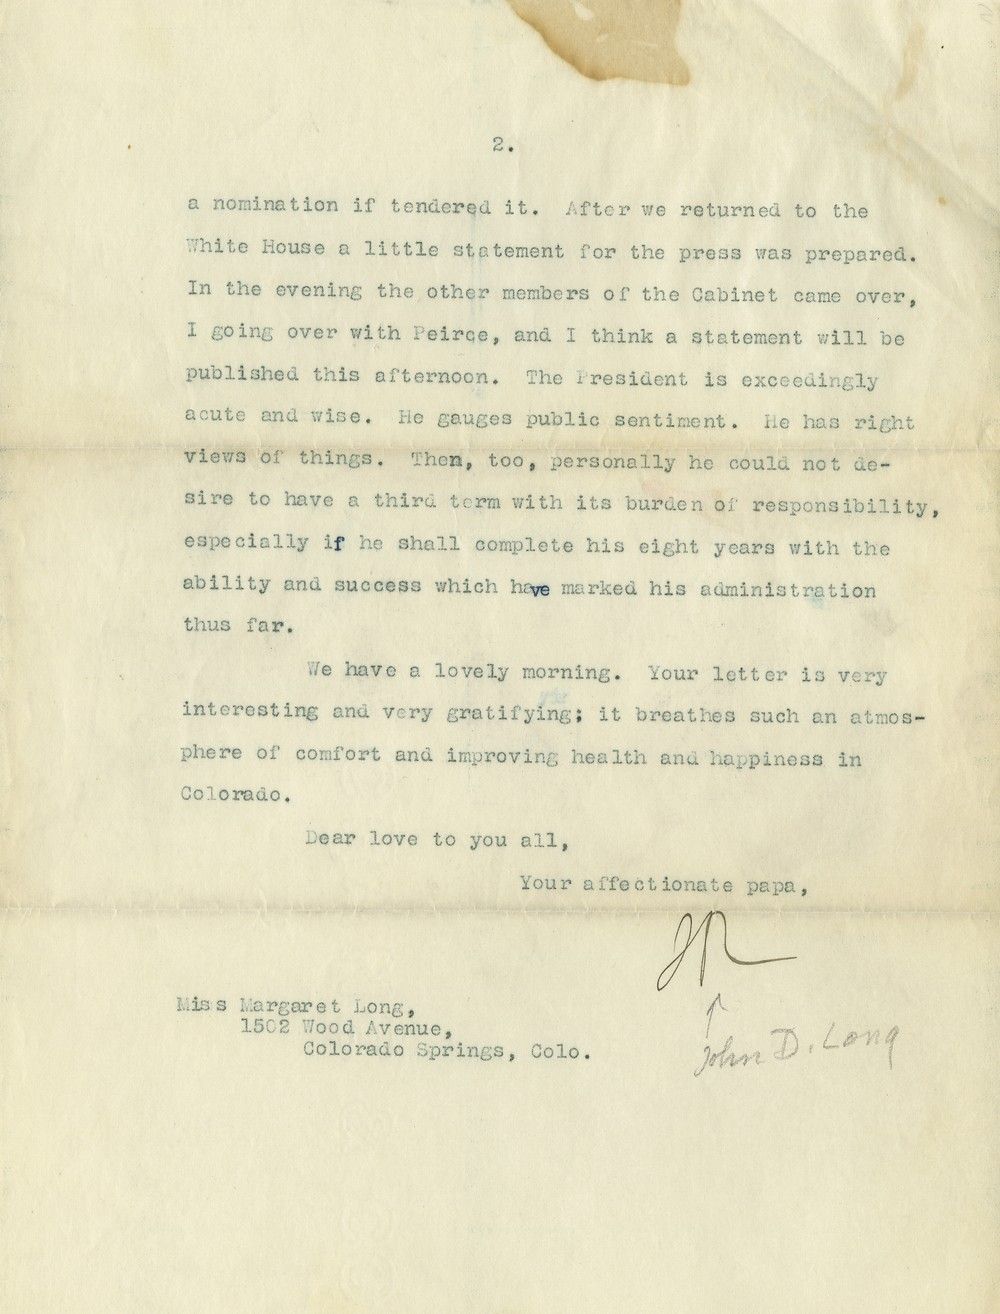 2.
a nomination if tendered it. After we returned to the
White House a little statement for the press was prepared.
In the evening the other members of the Cabinet came over,
I going over with Peirce, and I think a statement will be
published this afternoon. The President is exceedingly
acute and wise. He gauges public sentiment. He has right
views of things. Then, too, personally he could not de-
sire to have a third term with its burden of responsibility,
especially if he shall complete his eight years with the
ability and success which have marked his administration
thus far.
We have a lovely morning. Your letter is very
interesting and very gratifying; it breathes such an atmos-
phere of comfort and improving health and happiness in
Colorado.
Dear love to you all,
Your affectionate papa,
Miss Margaret Long,
1502 Wood Avenue,
Colorado Springs, Colo.
John D. Long